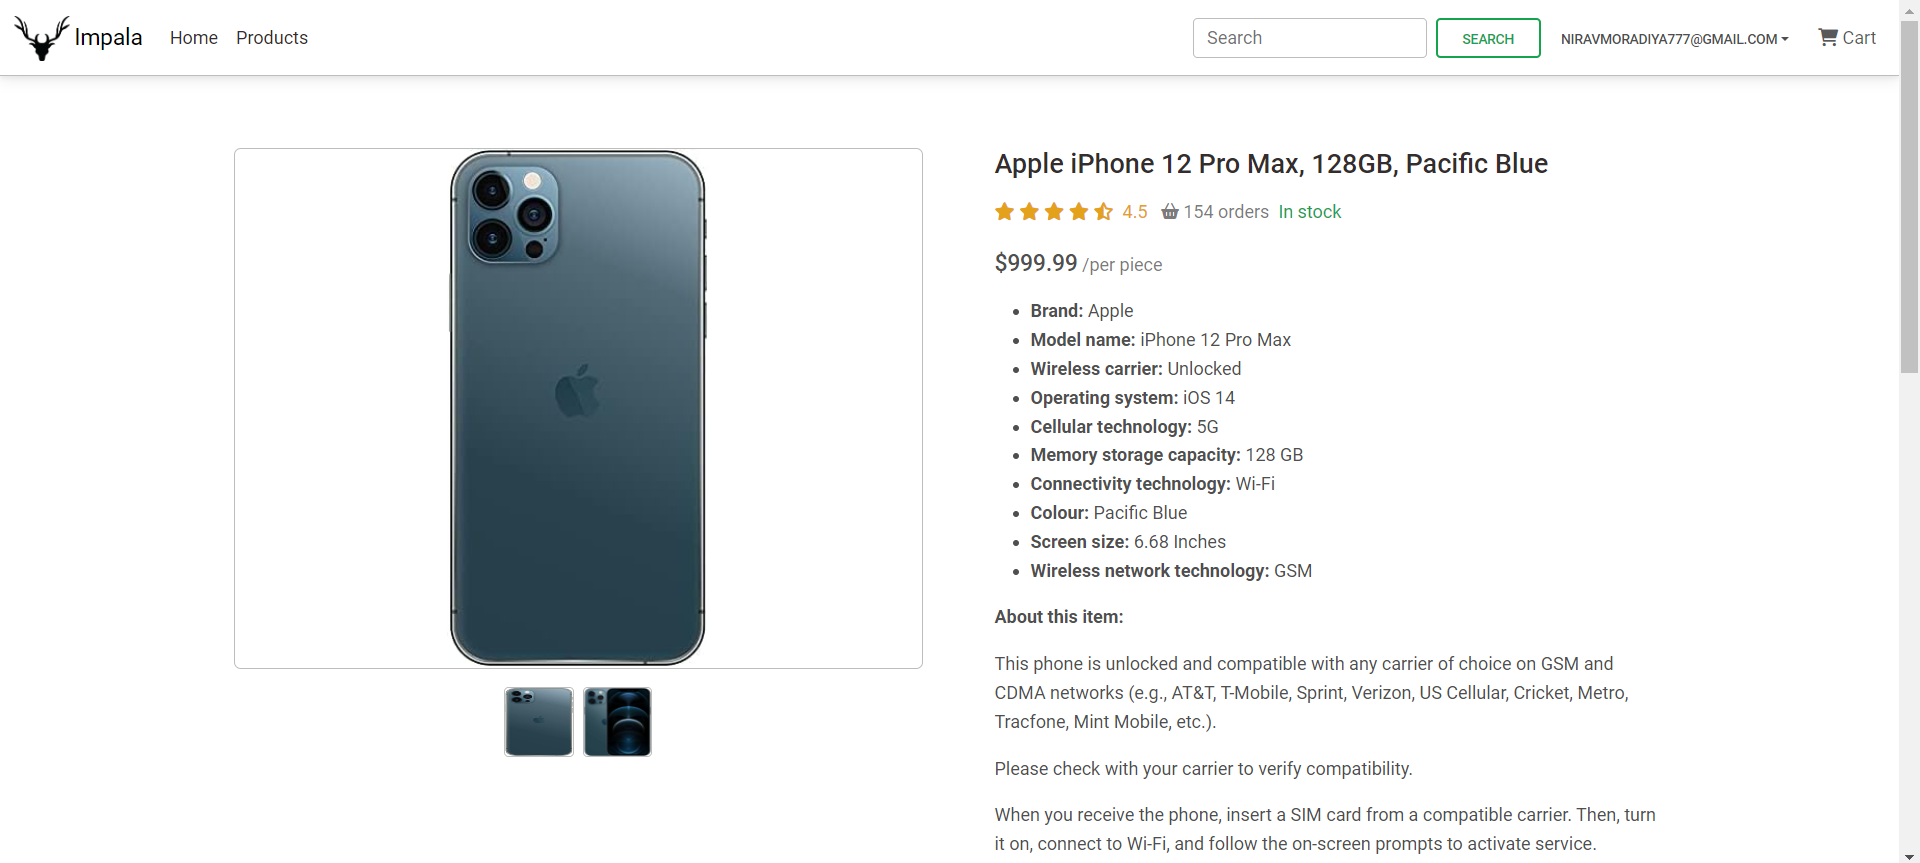 Impala Home Products Search SEARCH NIRAVMORADIYA777@GMAIL.COM Cart
Apple iPhone 12 Pro Max, 128GB, Pacific Blue
4.5 154 orders In stock
$999.99 /per piece
Brand: Apple
Model name: iPhone 12 Pro Max
Wireless carrier: Unlocked
Operating system: iOS 14
Cellular technology: 5G
Memory storage capacity: 128 GB
Connectivity technology: Wi-Fi
Colour: Pacific Blue
Screen size: 6.68 Inches
Wireless network technology: GSM
About this item:
This phone is unlocked and compatible with any carrier of choice on GSM and
CDMA networks (e.g., AT&T, T-Mobile, Sprint, Verizon, US Cellular, Cricket, Metro,
Tracfone, Mint Mobile, etc.).
Please check with your carrier to verify compatibility.
When you receive the phone, insert a SIM card from a compatible carrier. Then, turn
it on, connect to Wi-Fi, and follow the on-screen prompts to activate service.